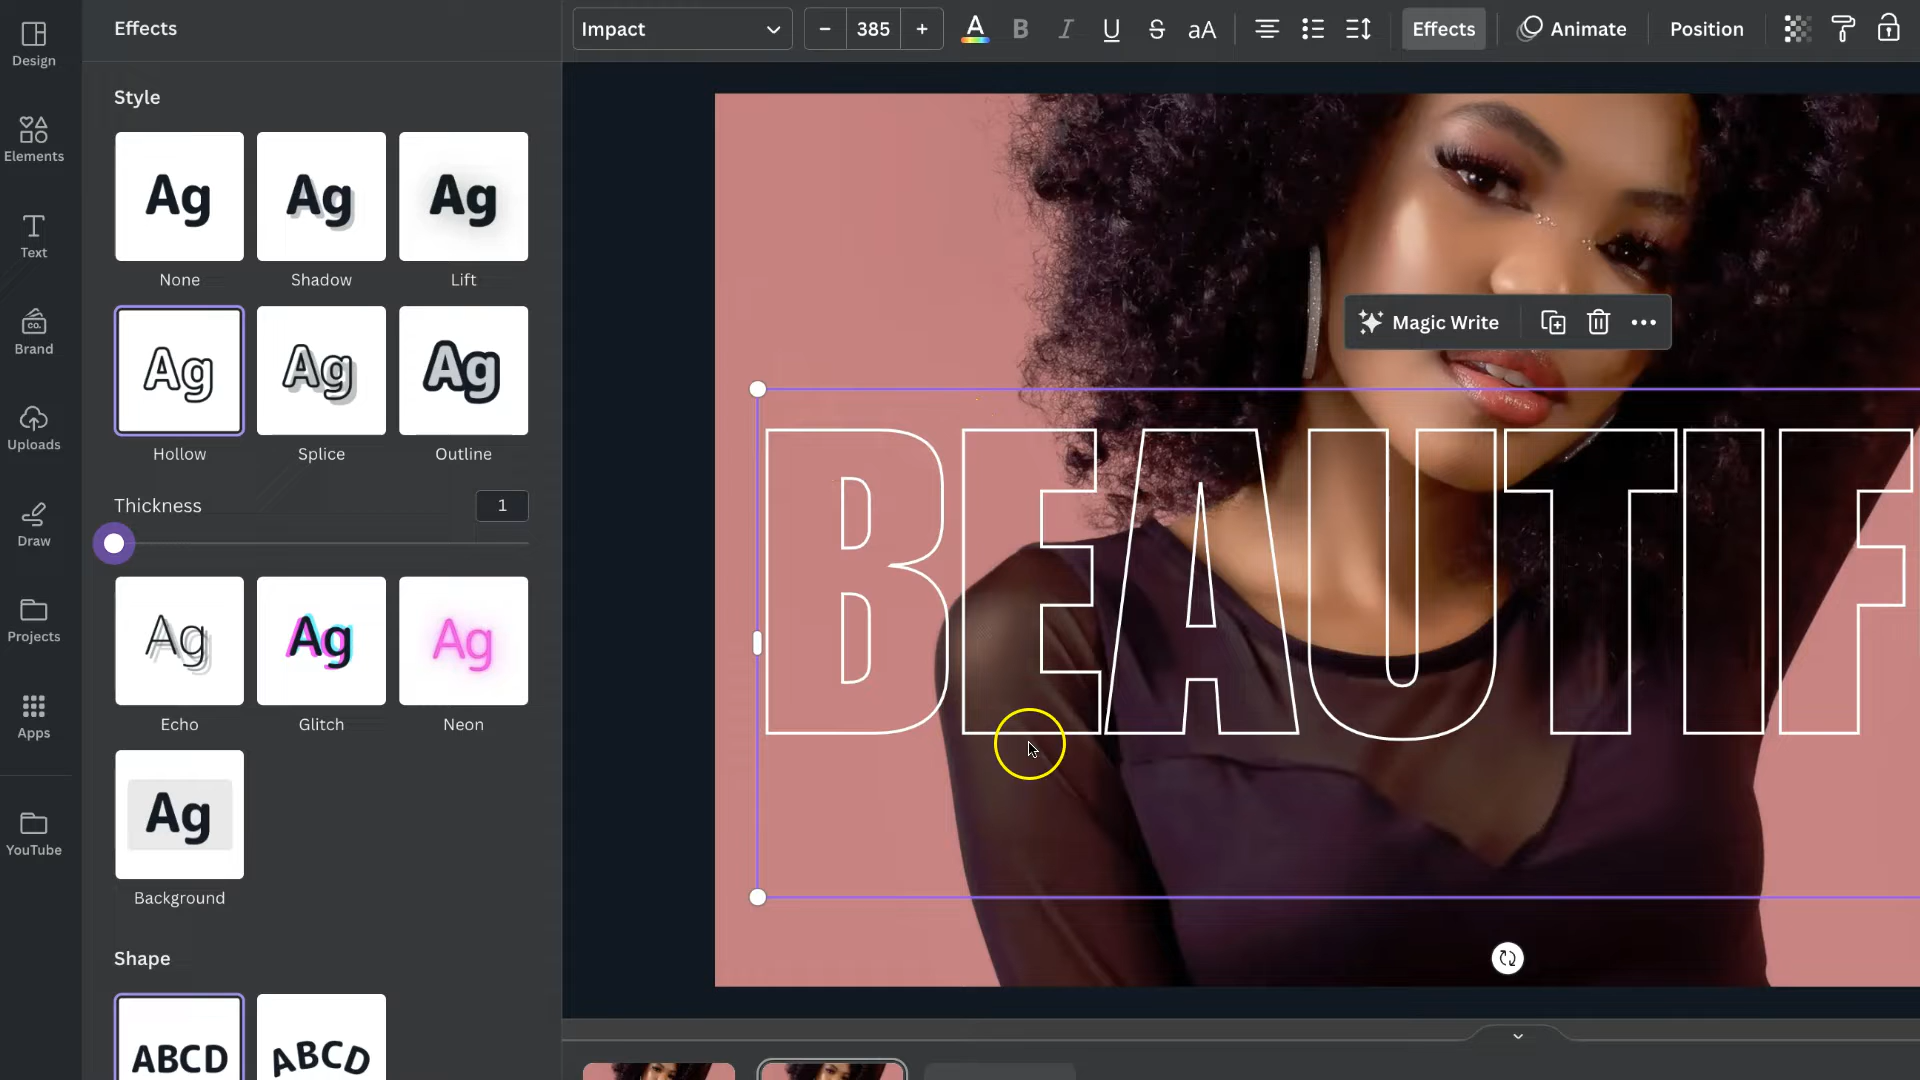 Design
Elements
Text
co.
Brand
Uploads
Draw
Projects
Apps
YouTube
Effects
Style
Ag
None
Ag
Shadow
Ag
Lift
Ag
Hollow
Ag
Splice
Ag
Outline
Thickness
1
Ag
Echo
Ag
Glitch
Ag
Neon
Ag
Background
Shape
ABCD
ABCD
Impact
− 385 +
A B I U S aA
Effects
Animate
Position
Magic Write
BEAUTIF